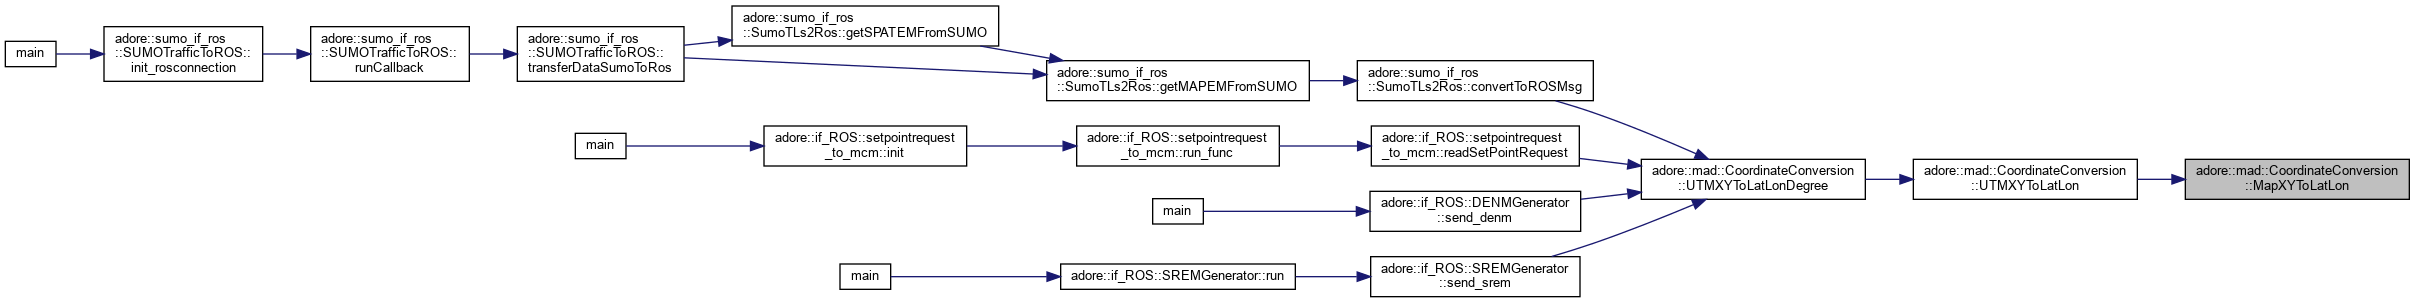 main
adore::sumo_if_ros
::SUMOTrafficToROS::
init_rosconnection
adore::sumo_if_ros
::SUMOTrafficToROS::
runCallback
adore::sumo_if_ros
::SUMOTrafficToROS::
transferDataSumoToRos
adore::sumo_if_ros
::SumoTLs2Ros::getSPATEMFromSUMO
adore::sumo_if_ros
::SumoTLs2Ros::getMAPEMFromSUMO
adore::sumo_if_ros
::SumoTLs2Ros::convertToROSMsg
main
adore::if_ROS::setpointrequest
_to_mcm::init
adore::if_ROS::setpointrequest
_to_mcm::run_func
adore::if_ROS::setpointrequest
_to_mcm::readSetPointRequest
adore::mad::CoordinateConversion
::UTMXYToLatLonDegree
adore::mad::CoordinateConversion
::UTMXYToLatLon
adore::mad::CoordinateConversion
::MapXYToLatLon
main
adore::if_ROS::DENMGenerator
::send_denm
main
adore::if_ROS::SREMGenerator::run
adore::if_ROS::SREMGenerator
::send_srem